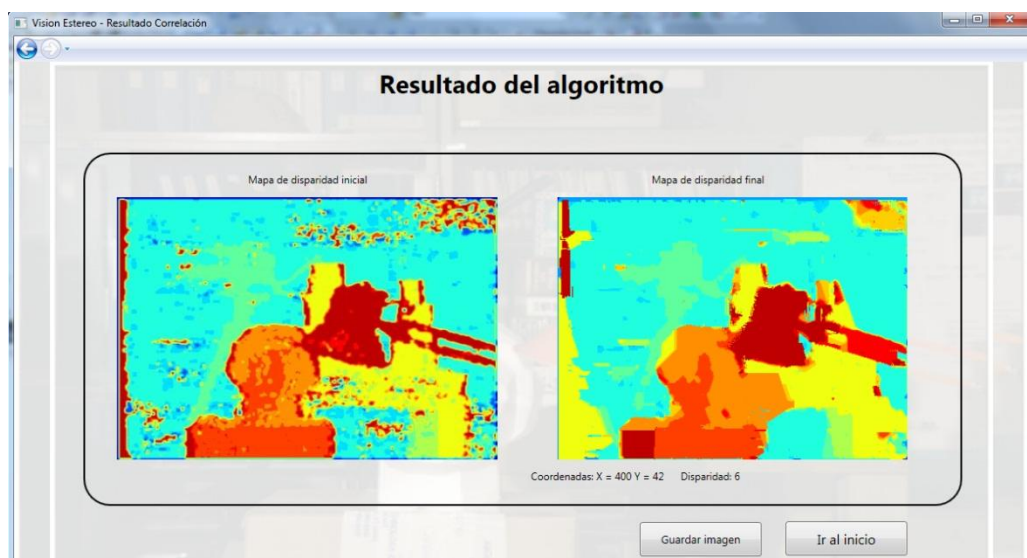 Vision Estereo - Resultado Correlación
Resultado del algoritmo
Mapa de disparidad inicial
Mapa de disparidad final
Coordenadas: X = 400 Y = 42 Disparidad: 6
Guardar imagen
Ir al inicio